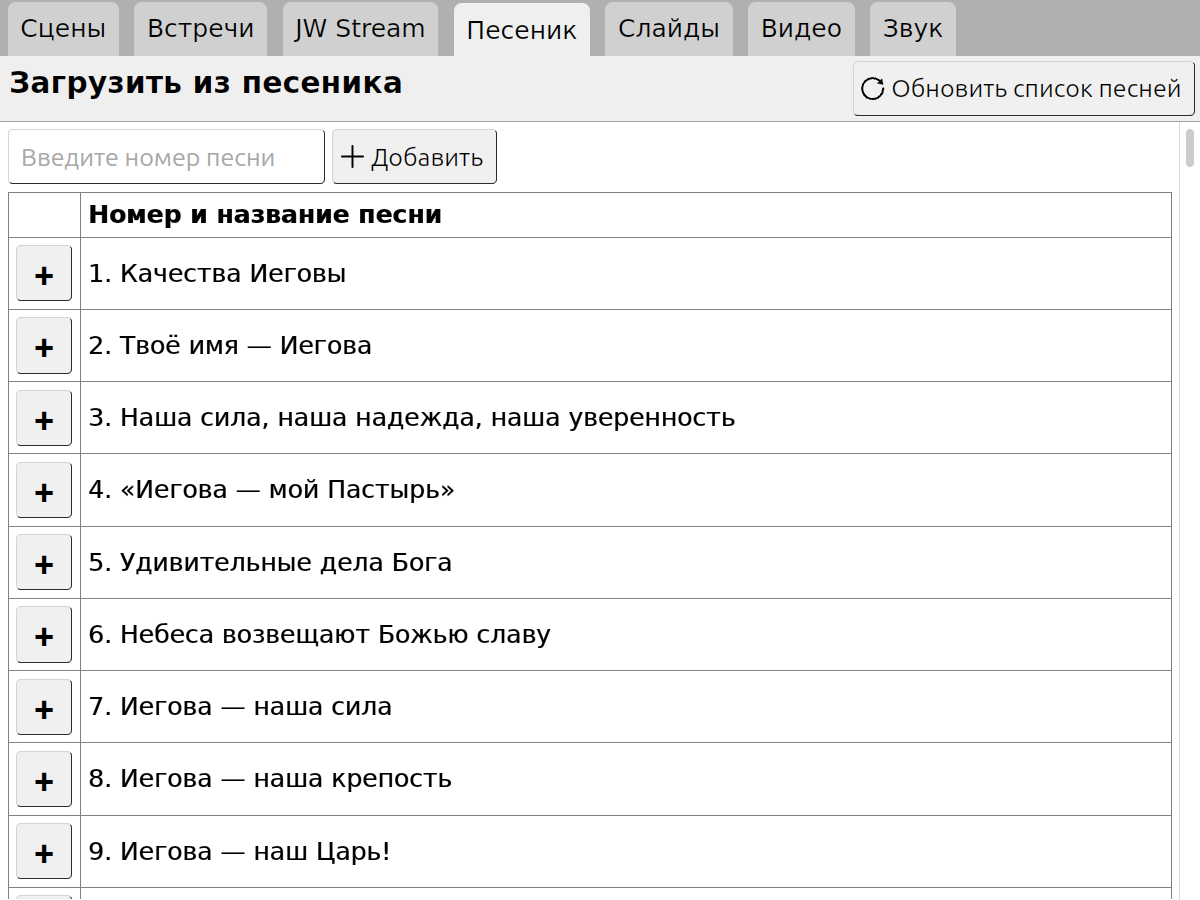 Сцены Встречи JW Stream Песеник Слайды Видео Звук
Загрузить из песеника
Обновить список песней
Введите номер песни
Добавить
Номер и название песни
+ 1. Качества Иеговы
+ 2. Твоё имя — Иегова
+ 3. Наша сила, наша надежда, наша уверенность
+ 4. «Иегова — мой Пастырь»
+ 5. Удивительные дела Бога
+ 6. Небеса возвещают Божью славу
+ 7. Иегова — наша сила
+ 8. Иегова — наша крепость
+ 9. Иегова — наш Царь!